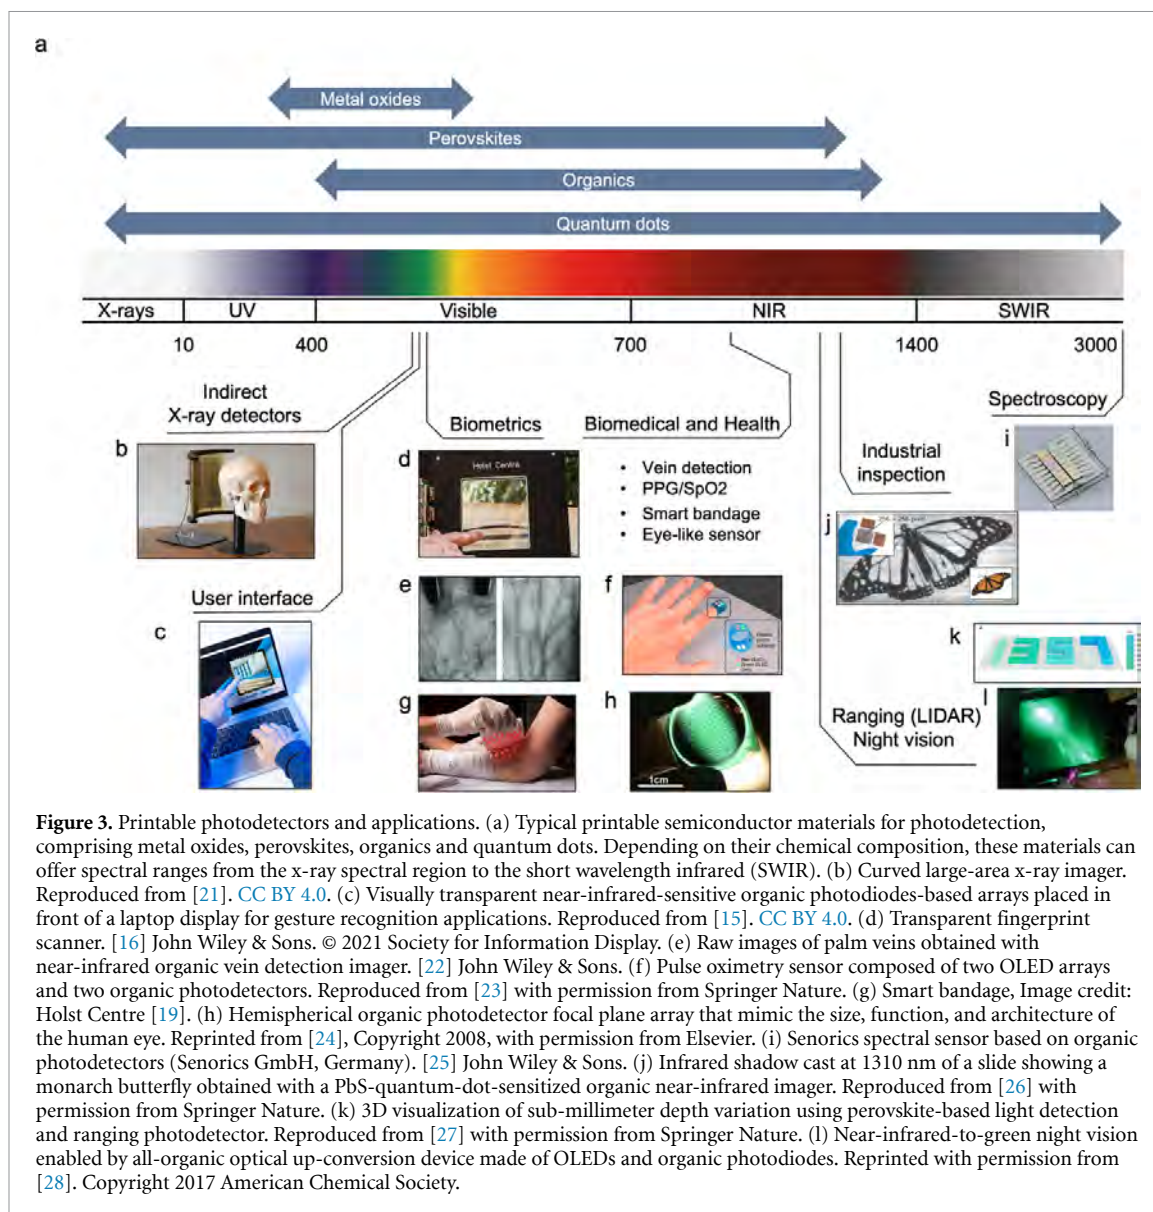 a
Metal oxides
Perovskites
Organics
Quantum dots
X-rays UV Visible NIR SWIR
10 400 700 1400 3000
Indirect
X-ray detectors
b
User interface
c
Biometrics
d
Holst Centre
e
g
Biomedical and Health
• Vein detection
• PPG/SpO2
• Smart bandage
• Eye-like sensor
f
h
1cm
Spectroscopy
i
Industrial
inspection
j
k
Ranging (LIDAR)
Night vision
l
Figure 3. Printable photodetectors and applications. (a) Typical printable semiconductor materials for photodetection,
comprising metal oxides, perovskites, organics and quantum dots. Depending on their chemical composition, these materials can
offer spectral ranges from the x-ray spectral region to the short wavelength infrared (SWIR). (b) Curved large-area x-ray imager.
Reproduced from [21]. CC BY 4.0. (c) Visually transparent near-infrared-sensitive organic photodiodes-based arrays placed in
front of a laptop display for gesture recognition applications. Reproduced from [15]. CC BY 4.0. (d) Transparent fingerprint
scanner. [16] John Wiley & Sons. © 2021 Society for Information Display. (e) Raw images of palm veins obtained with
near-infrared organic vein detection imager. [22] John Wiley & Sons. (f) Pulse oximetry sensor composed of two OLED arrays
and two organic photodetectors. Reproduced from [23] with permission from Springer Nature. (g) Smart bandage, Image credit:
Holst Centre [19]. (h) Hemispherical organic photodetector focal plane array that mimic the size, function, and architecture of
the human eye. Reprinted from [24], Copyright 2008, with permission from Elsevier. (i) Senorics spectral sensor based on organic
photodetectors (Senorics GmbH, Germany). [25] John Wiley & Sons. (j) Infrared shadow cast at 1310 nm of a slide showing a
monarch butterfly obtained with a PbS-quantum-dot-sensitized organic near-infrared imager. Reproduced from [26] with
permission from Springer Nature. (k) 3D visualization of sub-millimeter depth variation using perovskite-based light detection
and ranging photodetector. Reproduced from [27] with permission from Springer Nature. (l) Near-infrared-to-green night vision
enabled by all-organic optical up-conversion device made of OLEDs and organic photodiodes. Reprinted with permission from
[28]. Copyright 2017 American Chemical Society.